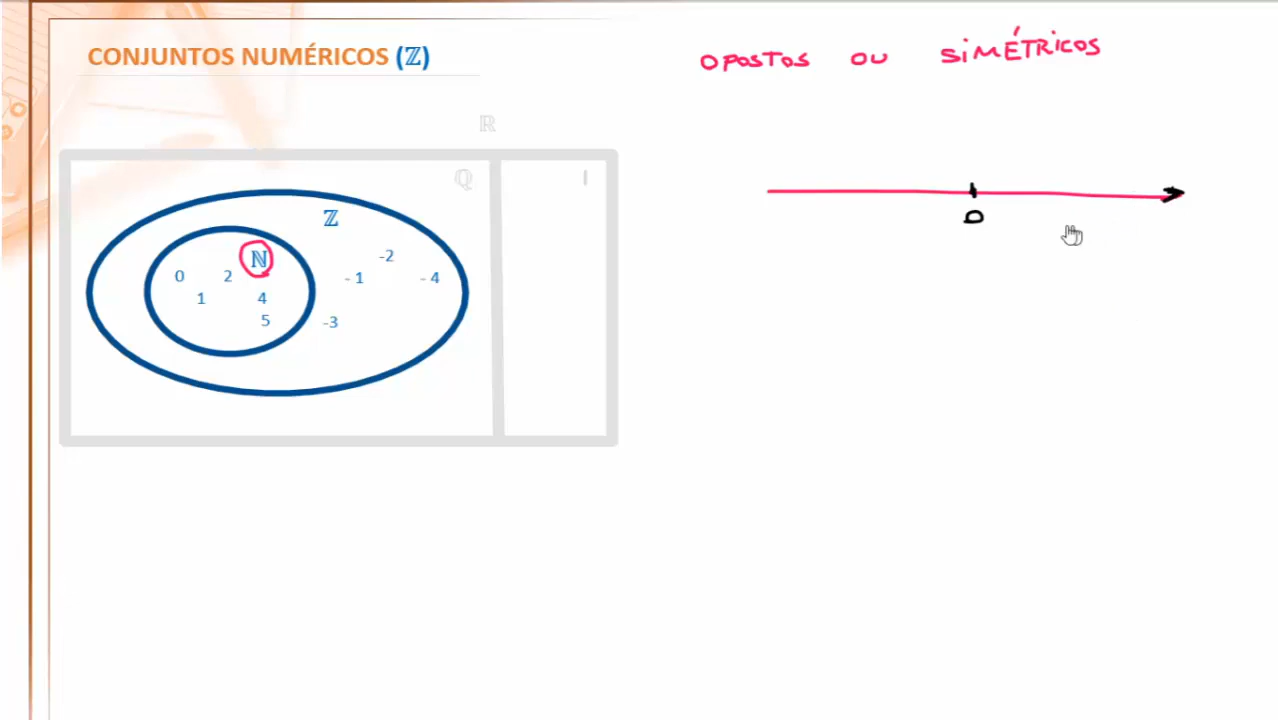 CONJUNTOS NUMÉRICOS (ℤ)
OPOSTOS OU SIMÉTRICOS
ℝ
ℚ
I
ℤ
ℕ
-2
0 2
- 1 - 4
1 4
5 -3
0